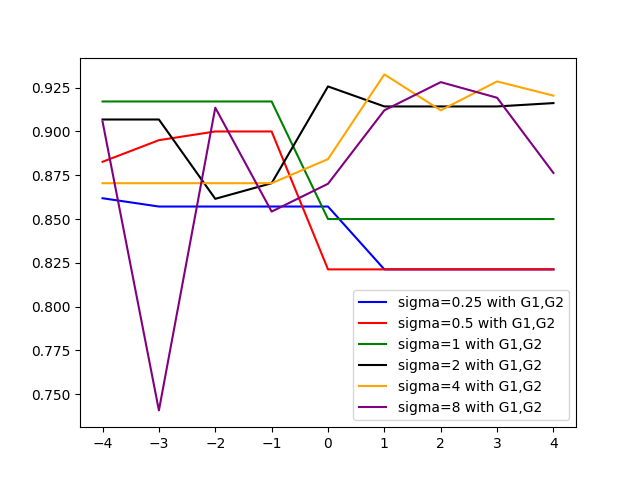 0.925
0.900
0.875
0.850
0.825
0.800
0.775
0.750
sigma=0.25 with G1,G2
sigma=0.5 with G1,G2
sigma=1 with G1,G2
sigma=2 with G1,G2
sigma=4 with G1,G2
sigma=8 with G1,G2
−4 −3 −2 −1 0 1 2 3 4